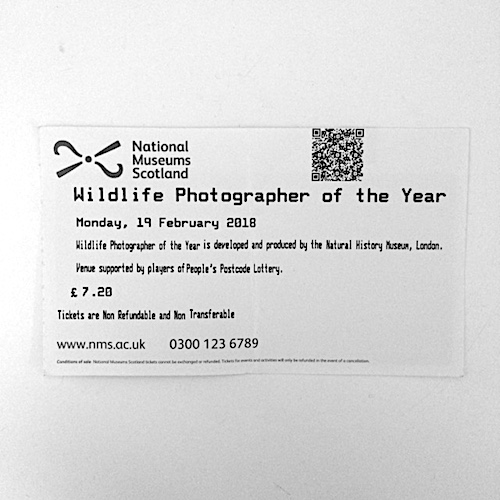 National
Museums
Scotland
Wildlife Photographer of the Year
Monday, 19 February 2018
Wildlife Photographer of the Year is developed and produced by the Natural History Museum, London.
Venue supported by players of People's Postcode Lottery.
£ 7.20
Tickets are Non Refundable and Non Transferable
www.nms.ac.uk 0300 123 6789
Conditions of sale: National Museums Scotland tickets cannot be exchanged or refunded. Tickets for events and activities will only be refunded in the event of a cancellation.